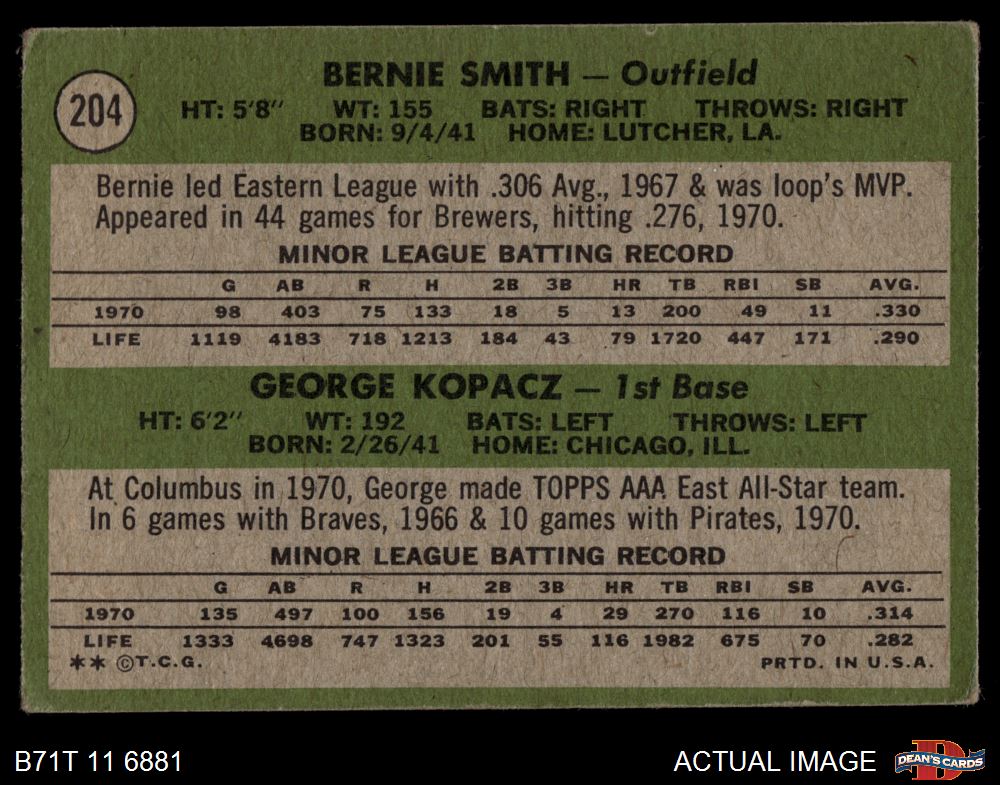 204
BERNIE SMITH — Outfield
HT: 5'8" WT: 155 BATS: RIGHT THROWS: RIGHT
BORN: 9/4/41 HOME: LUTCHER, LA.
Bernie led Eastern League with .306 Avg., 1967 & was loop's MVP.
Appeared in 44 games for Brewers, hitting .276, 1970.
MINOR LEAGUE BATTING RECORD
G AB R H 2B 3B HR TB RBI SB AVG.
1970 98 403 75 133 18 5 13 200 49 11 .330
LIFE 1119 4183 718 1213 184 43 79 1720 447 171 .290
GEORGE KOPACZ — 1st Base
HT: 6'2" WT: 192 BATS: LEFT THROWS: LEFT
BORN: 2/26/41 HOME: CHICAGO, ILL.
At Columbus in 1970, George made TOPPS AAA East All-Star team.
In 6 games with Braves, 1966 & 10 games with Pirates, 1970.
MINOR LEAGUE BATTING RECORD
G AB R H 2B 3B HR TB RBI SB AVG.
1970 135 497 100 156 19 4 29 270 116 10 .314
LIFE 1333 4698 747 1323 201 55 116 1982 675 70 .282
** ©T.C.G. PRTD. IN U.S.A.
B71T 11 6881 ACTUAL IMAGE D DEAN'S CARDS